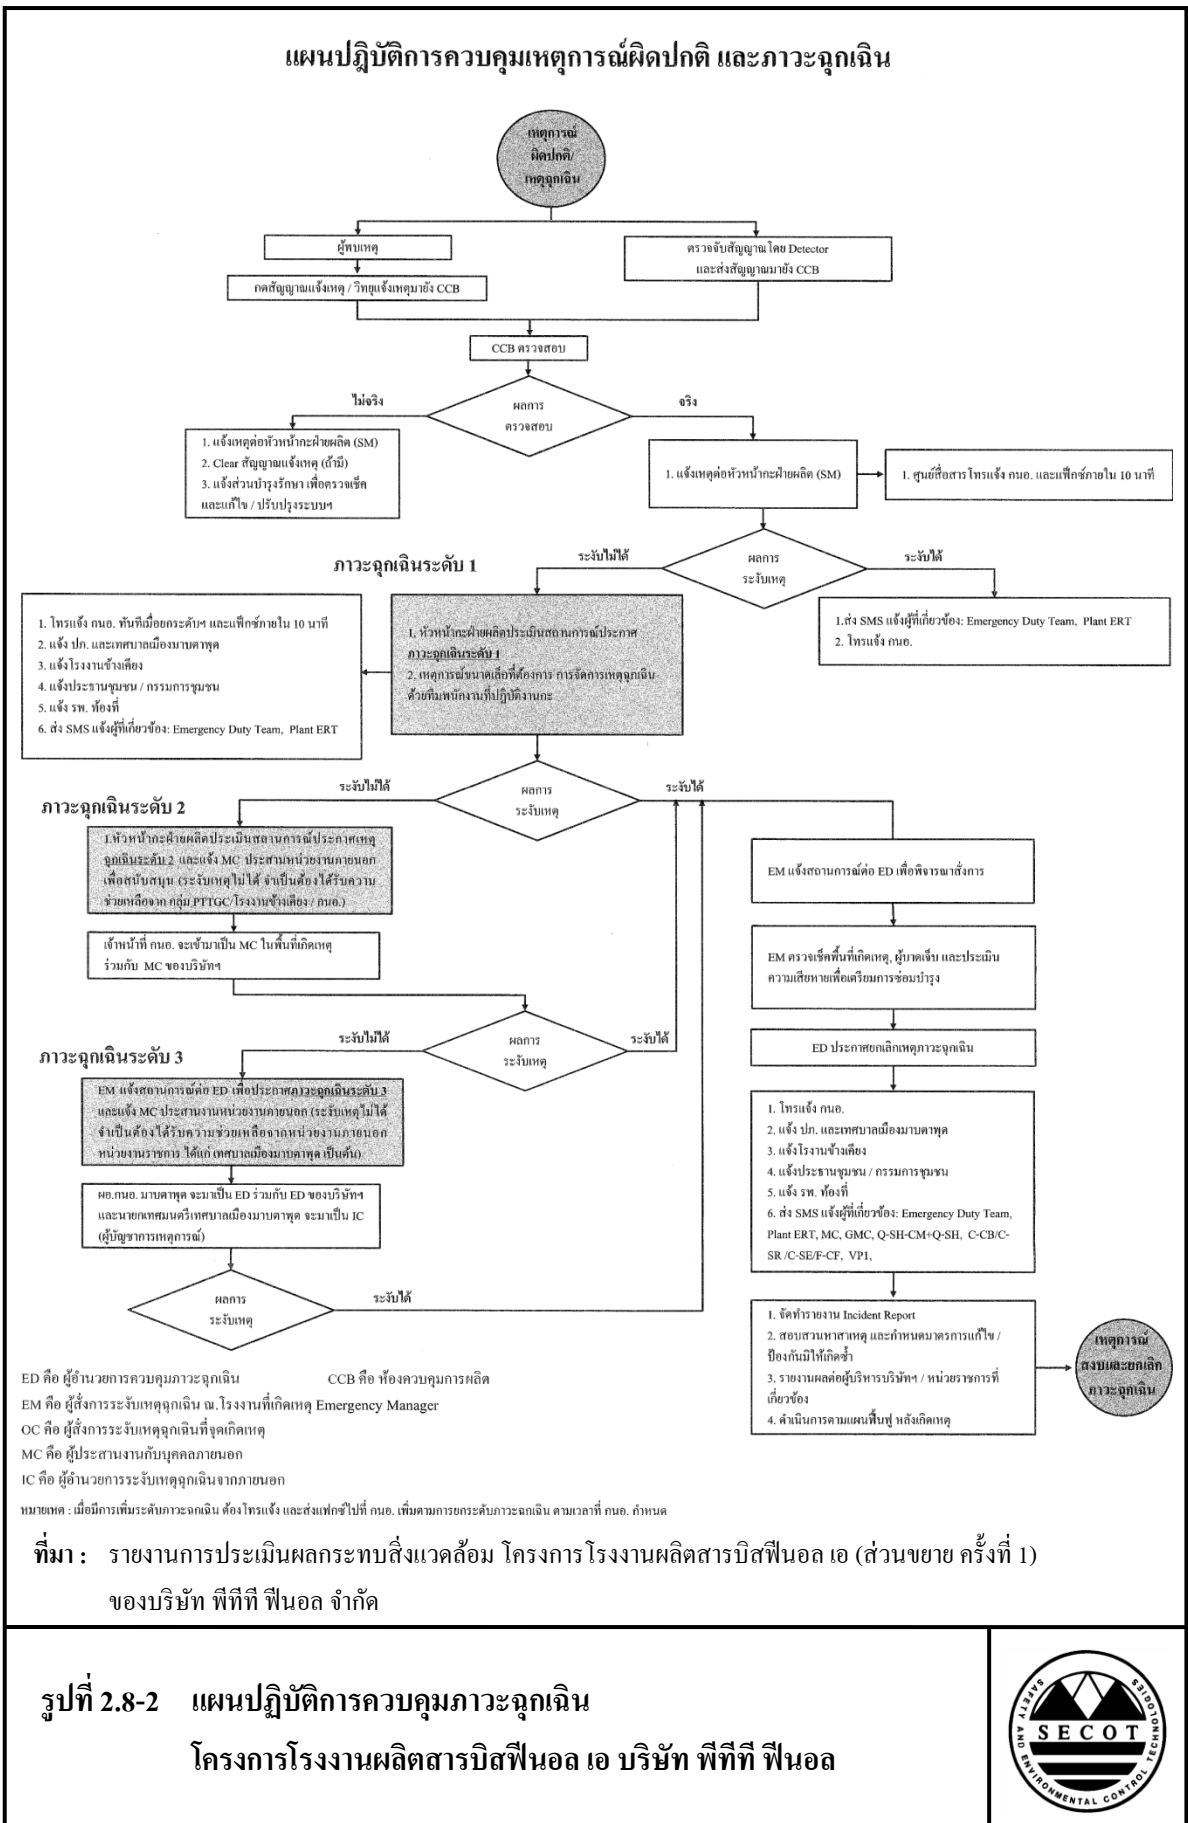 แผนปฎิบัติการควบคุมเหตุการณ์ผิดปกติ และภาวะฉุกเฉิน
เหตุการณ์
ผิดปกติ/
เหตุฉุกเฉิน
ผู้พบเหตุ
ตรวจจับสัญญาณโดย Detector
และส่งสัญญาณมายัง CCB
กดสัญญาณแจ้งเหตุ / วิทยุแจ้งเหตุมายัง CCB
CCB ตรวจสอบ
ไม่จริง
ผลการ
ตรวจสอบ
จริง
1. แจ้งเหตุต่อหัวหน้ากะฝ่ายผลิต (SM)
2. Clear สัญญาณแจ้งเหตุ (ถ้ามี)
3. แจ้งส่วนบำรุงรักษา เพื่อตรวจเช็ค
และแก้ไข / ปรับปรุงระบบฯ
1. แจ้งเหตุต่อหัวหน้ากะฝ่ายผลิต (SM)
1. ศูนย์สื่อสารโทรแจ้ง กนอ. และแฟ็กซ์ภายใน 10 นาที
ภาวะฉุกเฉินระดับ 1
ระงับไม่ได้
ผลการ
ระงับเหตุ
ระงับได้
1. โทรแจ้ง กนอ. ทันทีเมื่อยกระดับฯ และแฟ็กซ์ภายใน 10 นาที
2. แจ้ง ปภ. และเทศบาลเมืองมาบตาพุด
3. แจ้งโรงงานข้างเคียง
4. แจ้งประธานชุมชน / กรรมการชุมชน
5. แจ้ง รพ. ท้องที่
6. ส่ง SMS แจ้งผู้ที่เกี่ยวข้อง: Emergency Duty Team, Plant ERT
1. หัวหน้ากะฝ่ายผลิตประเมินสถานการณ์ประกาศ
ภาวะฉุกเฉินระดับ 1
2. เหตุการณ์ขนาดเล็กที่ต้องการ การจัดการเหตุฉุกเฉิน
ด้วยทีมพนักงานที่ปฏิบัติงานกะ
1.ส่ง SMS แจ้งผู้ที่เกี่ยวข้อง: Emergency Duty Team, Plant ERT
2. โทรแจ้ง กนอ.
ภาวะฉุกเฉินระดับ 2
ระงับไม่ได้
ผลการ
ระงับเหตุ
ระงับได้
1.หัวหน้ากะฝ่ายผลิตประเมินสถานการณ์ประกาศเหตุ
ฉุกเฉินระดับ 2 และแจ้ง MC ประสานหน่วยงานภายนอก
เพื่อสนับสนุน (ระงับเหตุไม่ได้ จำเป็นต้องได้รับความ
ช่วยเหลือจาก กลุ่ม PTTGC/โรงงานข้างเคียง / กนอ.)
เจ้าหน้าที่ กนอ. จะเข้ามาเป็น MC ในพื้นที่เกิดเหตุ
ร่วมกับ MC ของบริษัทฯ
EM แจ้งสถานการณ์ต่อ ED เพื่อพิจารณาสั่งการ
EM ตรวจเช็คพื้นที่เกิดเหตุ, ผู้บาดเจ็บ และประเมิน
ความเสียหายเพื่อเตรียมการซ่อมบำรุง
ED ประกาศยกเลิกเหตุภาวะฉุกเฉิน
ภาวะฉุกเฉินระดับ 3
ระงับไม่ได้
ผลการ
ระงับเหตุ
ระงับได้
EM แจ้งสถานการณ์ต่อ ED เพื่อประกาศภาวะฉุกเฉินระดับ 3
และแจ้ง MC ประสานงานหน่วยงานภายนอก (ระงับเหตุไม่ได้
จำเป็นต้องได้รับความช่วยเหลือจากหน่วยงานภายนอก
หน่วยงานราชการ ได้แก่ เทศบาลเมืองมาบตาพุด เป็นต้น)
ผอ.กนอ. มาบตาพุด จะมาเป็น ED ร่วมกับ ED ของบริษัทฯ
และนายกเทศมนตรีเทศบาลเมืองมาบตาพุด จะมาเป็น IC
(ผู้บัญชาการเหตุการณ์)
ผลการ
ระงับเหตุ
ระงับได้
1. โทรแจ้ง กนอ.
2. แจ้ง ปภ. และเทศบาลเมืองมาบตาพุด
3. แจ้งโรงานข้างเคียง
4. แจ้งประธานชุมชน / กรรมการชุมชน
5. แจ้ง รพ. ท้องที่
6. ส่ง SMS แจ้งผู้ที่เกี่ยวข้อง: Emergency Duty Team,
Plant ERT, MC, GMC, Q-SH-CM+Q-SH, C-CB/C-
SR /C-SE/F-CF, VP1,
1. จัดทำรายงาน Incident Report
2. สอบสวนหาสาเหตุ และกำหนดมาตรการแก้ไข /
ป้องกันมิให้เกิดซ้ำ
3. รายงานผลต่อผู้บริหารบริษัทฯ / หน่วยราชการที่
เกี่ยวข้อง
4. ดำเนินการตามแผนฟื้นฟู หลังเกิดเหตุ
เหตุการณ์
สงบและยกเลิก
ภาวะฉุกเฉิน
ED คือ ผู้อำนวยการควบคุมภาวะฉุกเฉิน CCB คือ ห้องควบคุมการผลิต
EM คือ ผู้สั่งการระงับเหตุฉุกเฉิน ณ.โรงงานที่เกิดเหตุ Emergency Manager
OC คือ ผู้สั่งการระงับเหตุฉุกเฉินที่จุดเกิดเหตุ
MC คือ ผู้ประสานงานกับบุคคลภายนอก
IC คือ ผู้อำนวยการระงับเหตุฉุกเฉินจากภายนอก
หมายเหตุ : เมื่อมีการเพิ่มระดับภาวะฉุกเฉิน ต้องโทรแจ้ง และส่งแฟกซ์ไปที่ กนอ. เพิ่มตามการยกระดับภาวะฉุกเฉิน ตามเวลาที่ กนอ. กำหนด
ที่มา : รายงานการประเมินผลกระทบสิ่งแวดล้อม โครงการโรงงานผลิตสารบิสฟีนอล เอ (ส่วนขยาย ครั้งที่ 1)
ของบริษัท พีทีที ฟีนอล จำกัด
รูปที่ 2.8-2 แผนปฏิบัติการควบคุมภาวะฉุกเฉิน
โครงการโรงงานผลิตสารบิสฟีนอล เอ บริษัท พีทีที ฟีนอล
SECOT
SAFETY AND ENVIRONMENTAL CONTROL TECHNOLOGIES